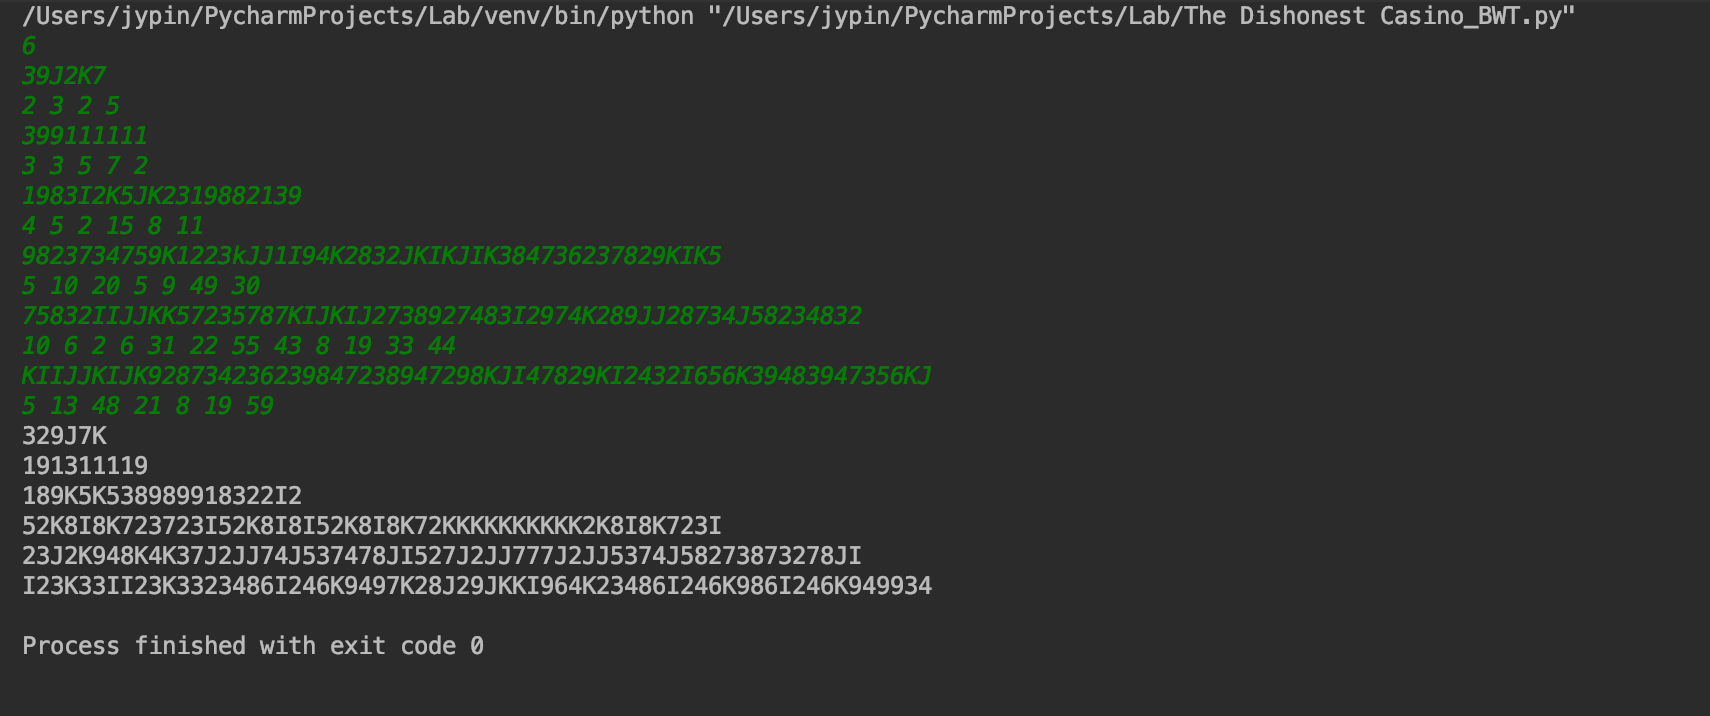 /Users/jypin/PycharmProjects/Lab/venv/bin/python "/Users/jypin/PycharmProjects/Lab/The Dishonest Casino_BWT.py"
6
39J2K7
2 3 2 5
399111111
3 3 5 7 2
1983I2K5JK2319882139
4 5 2 15 8 11
9823734759K1223kJJ1I94K2832JKIKJIK384736237829KIK5
5 10 20 5 9 49 30
75832IIJJKK57235787KIJKIJ2738927483I2974K289JJ28734J58234832
10 6 2 6 31 22 55 43 8 19 33 44
KIIJJKIJK9287342362398472389​47298KJI47829KI2432I656K39483947356KJ
5 13 48 21 8 19 59
329J7K
191311119
189K5K538989918322I2
52K8I8K723723I52K8I8I52K8I8K72KKKKKKKKKK2K8I8K723I
23J2K948K4K37J2JJ74J537478JI527J2JJ777J2JJ5374J58273873278JI
I23K33II23K3323486I246K9497K28J29JKKI964K23486I246K986I246K949934
Process finished with exit code 0